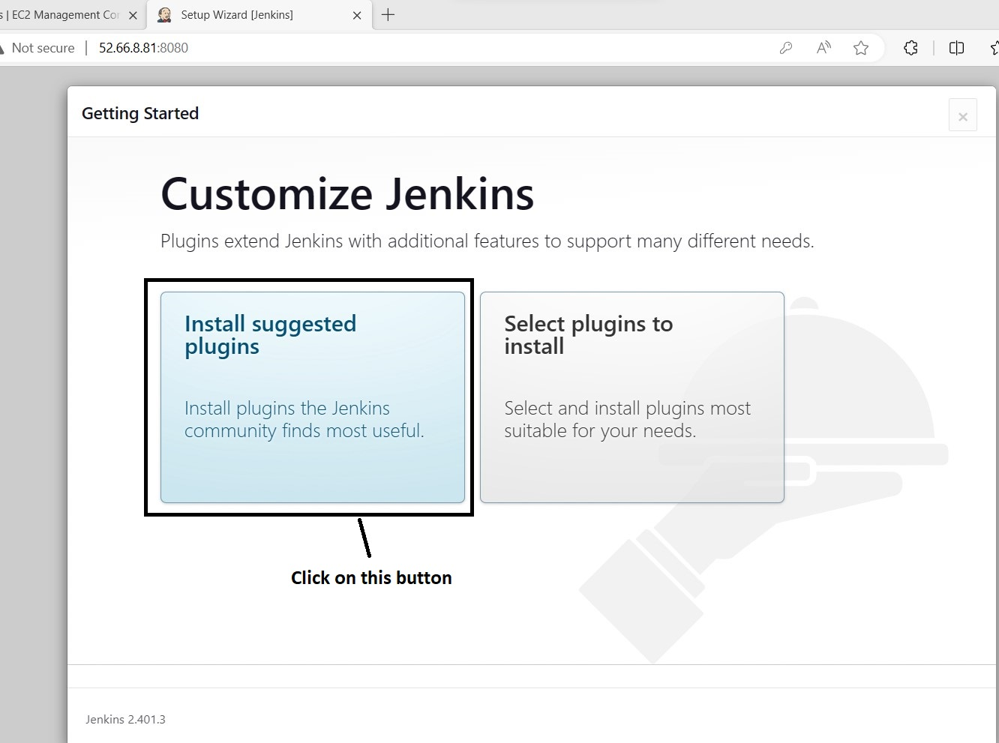 s | EC2 Management Con
Setup Wizard [Jenkins]
Not secure
52.66.8.81:8080
Getting Started
Customize Jenkins
Plugins extend Jenkins with additional features to support many different needs.
Install suggested
plugins
Install plugins the Jenkins
community finds most useful.
Select plugins to
install
Select and install plugins most
suitable for your needs.
Click on this button
Jenkins 2.401.3